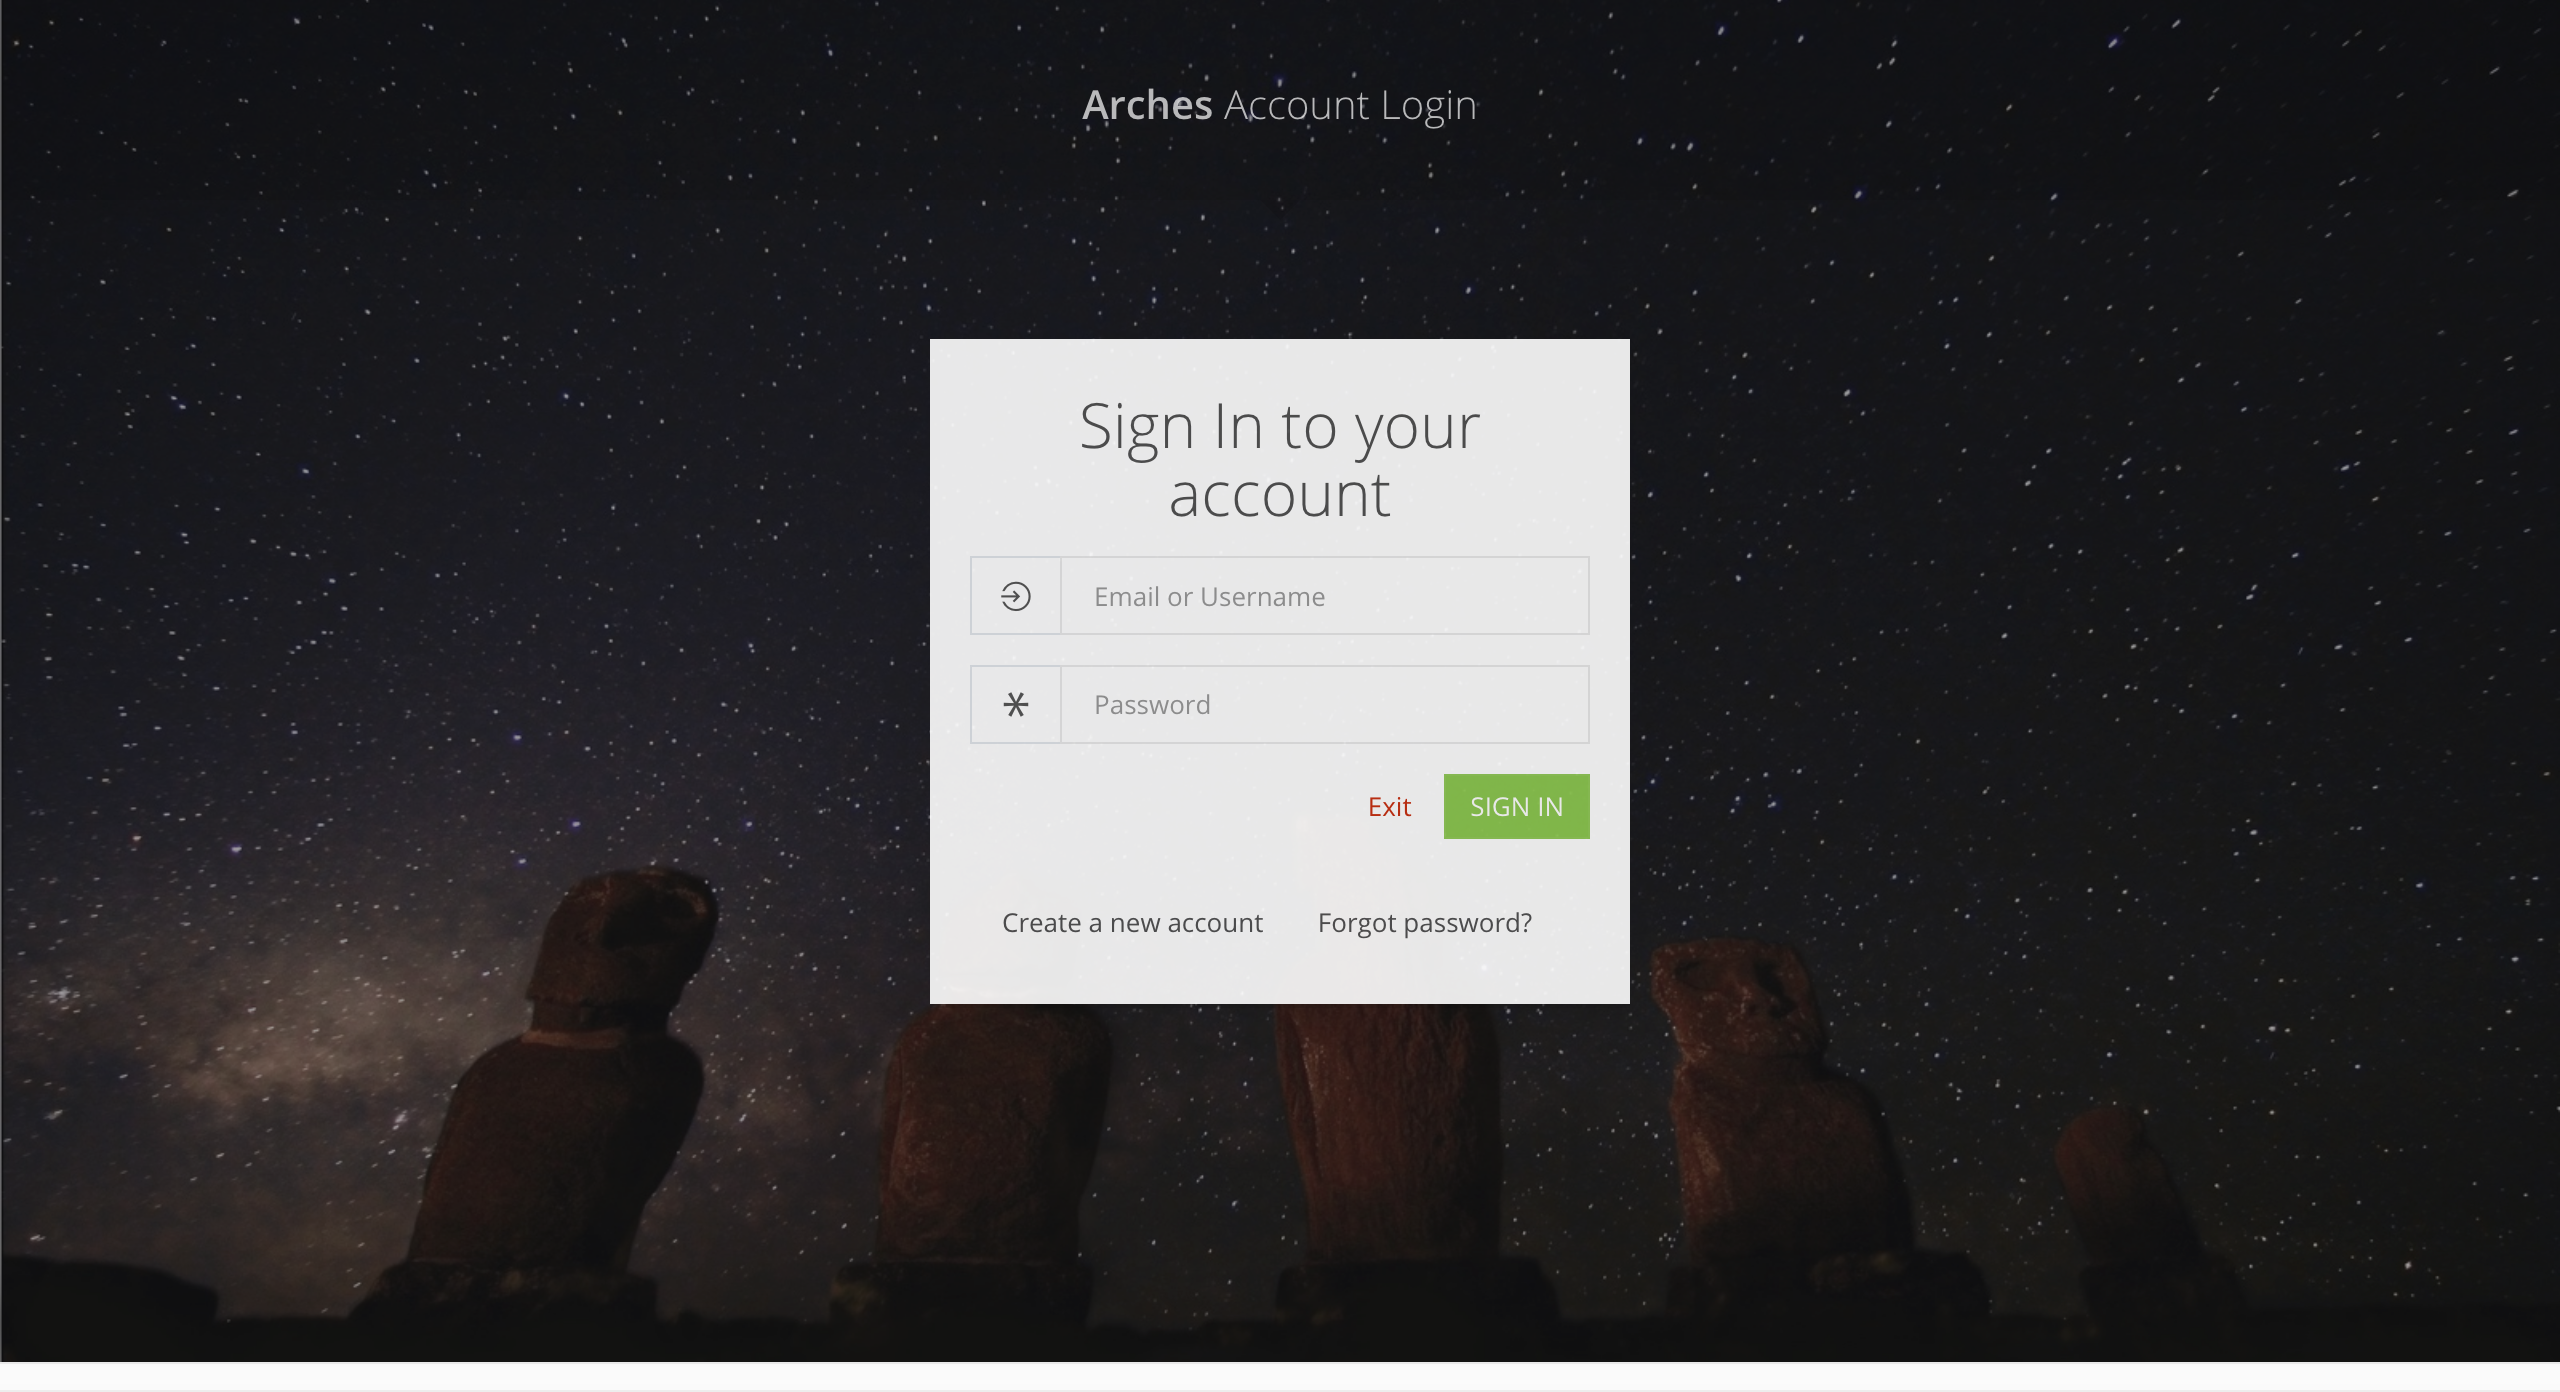 Arches Account Login
Sign In to your
account
Email or Username
Password
Exit SIGN IN
Create a new account Forgot password?